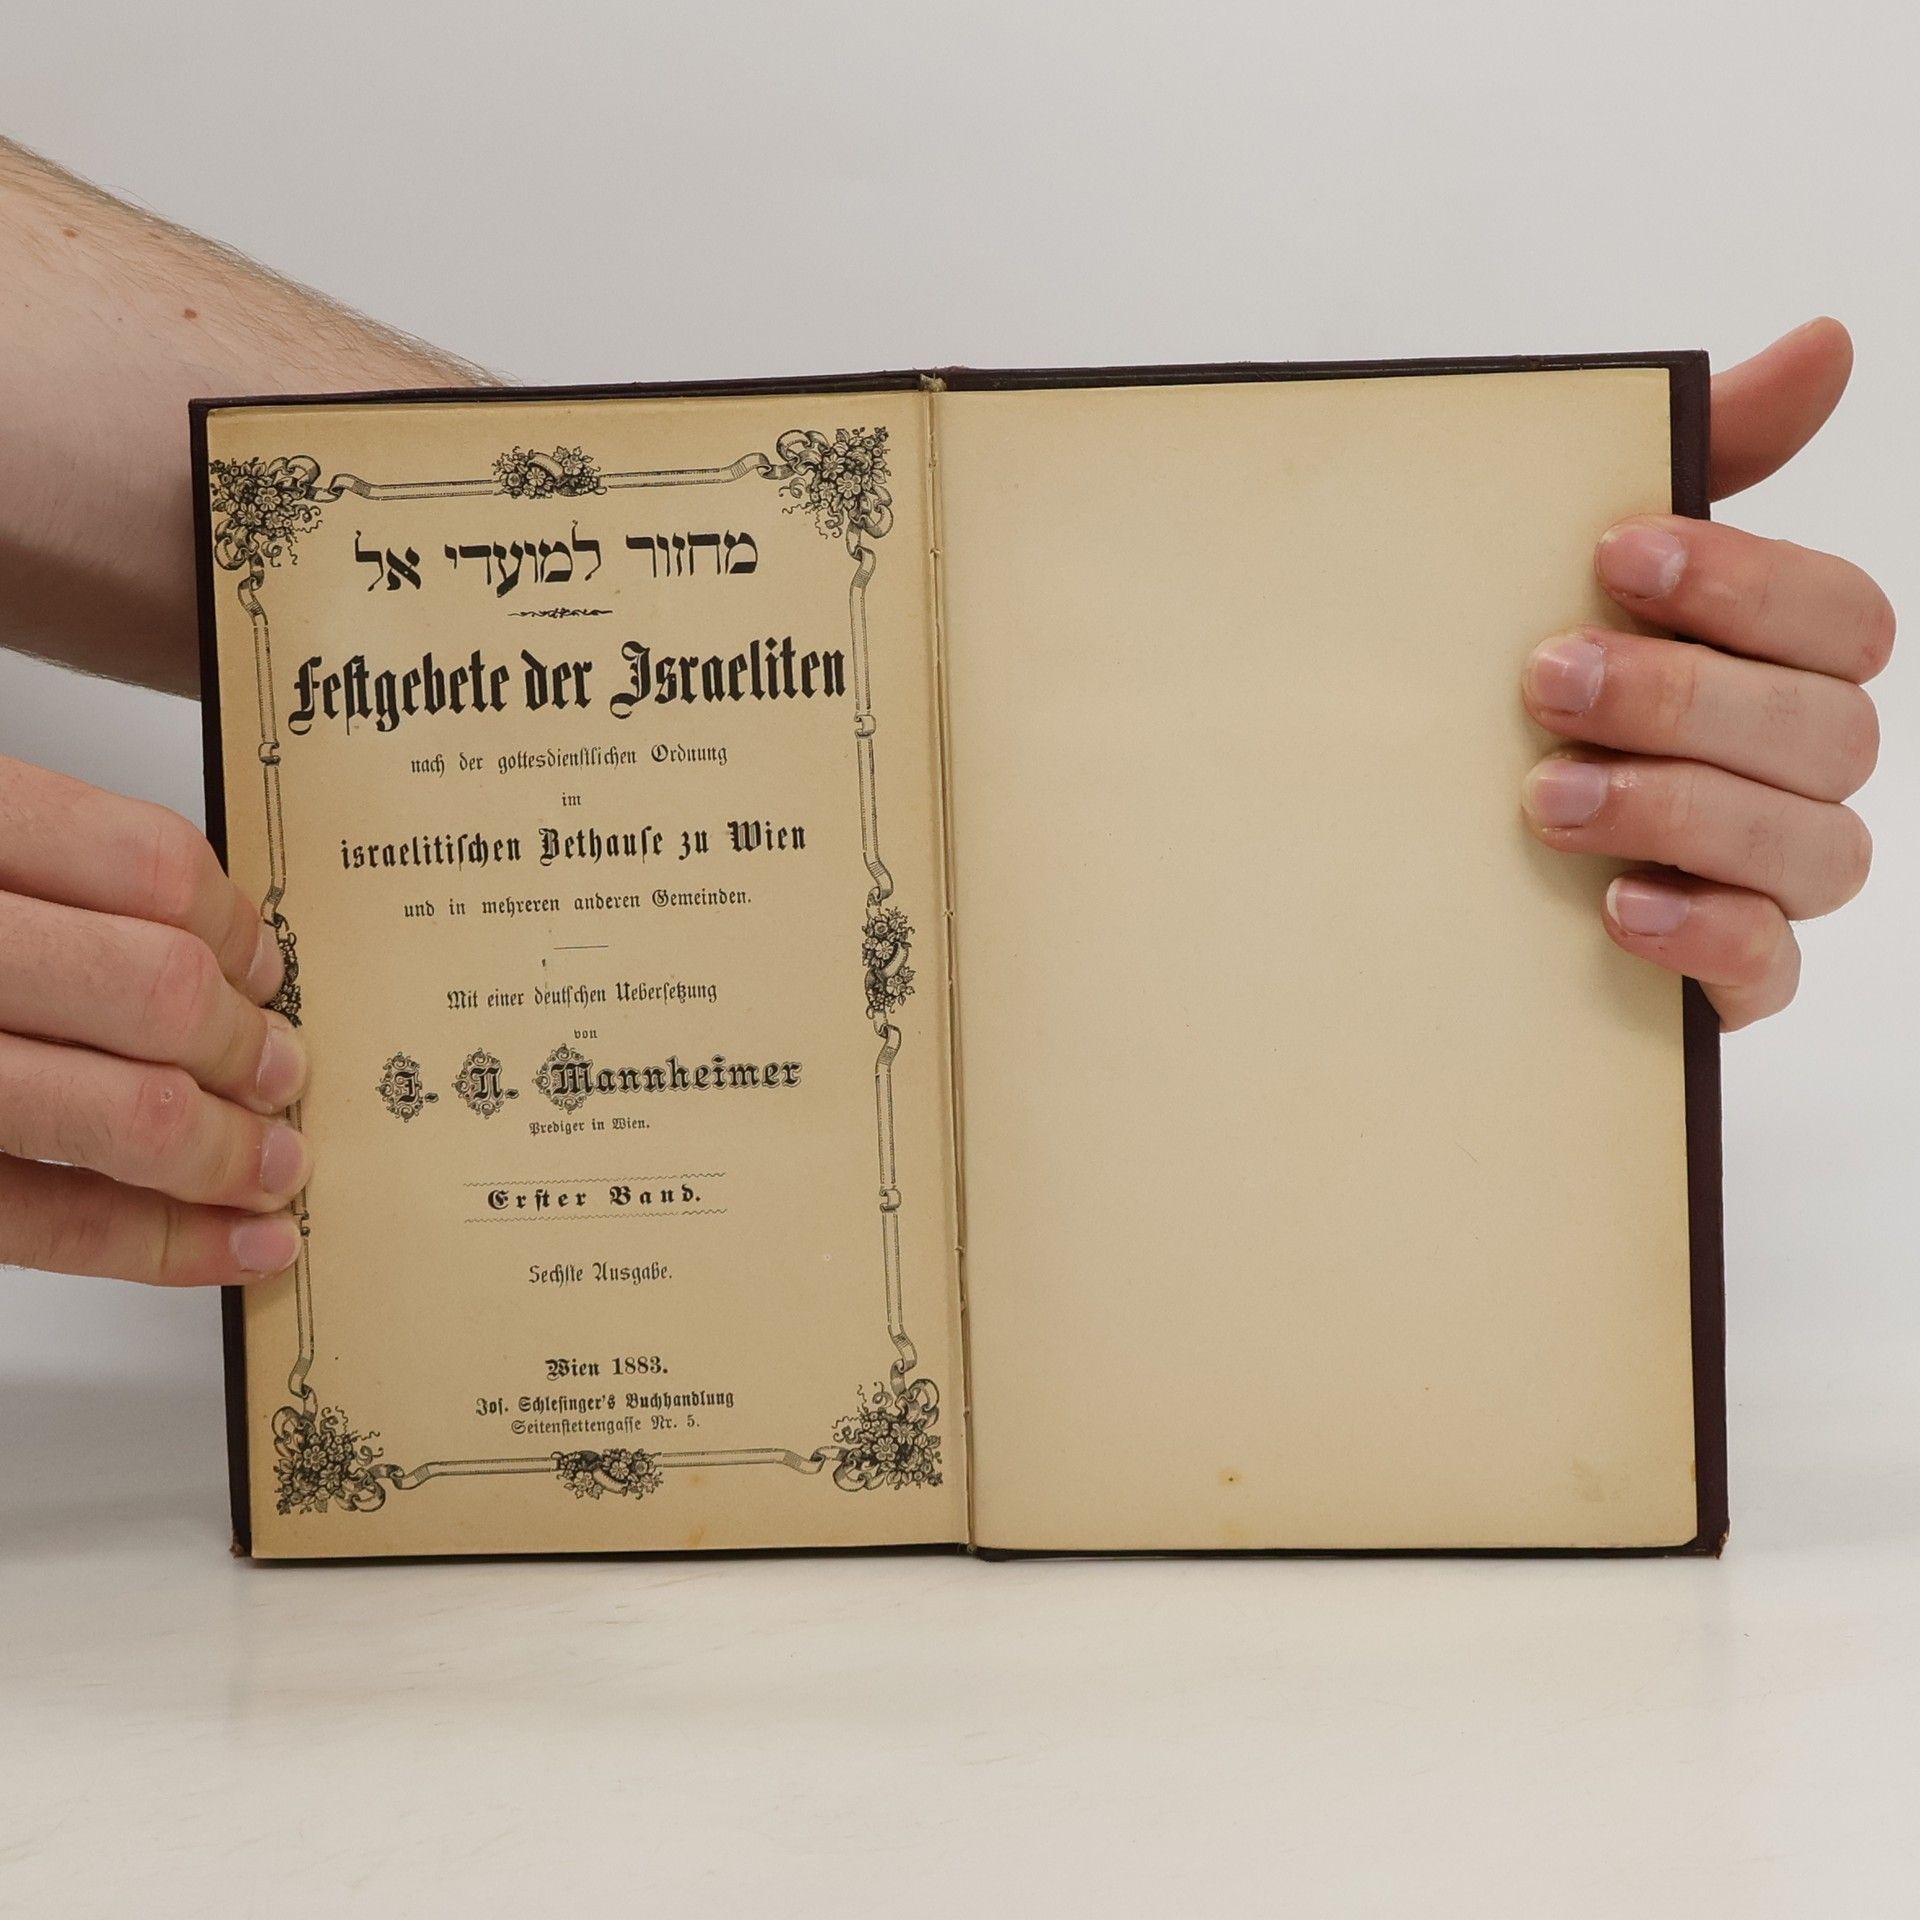 מחזור למועדי אל
Festgebete der Israeliten
nach der gottesdienstlichen Ordnung
im
israelitischen Bethause zu Wien
und in mehreren anderen Gemeinden.
Mit einer deutschen Uebersetzung
von
I. N. Mannheimer
Prediger in Wien.
Erster Band.
Sechste Ausgabe.
Wien 1883.
Jos. Schlesinger's Buchhandlung
Seitenstettengasse Nr. 5.